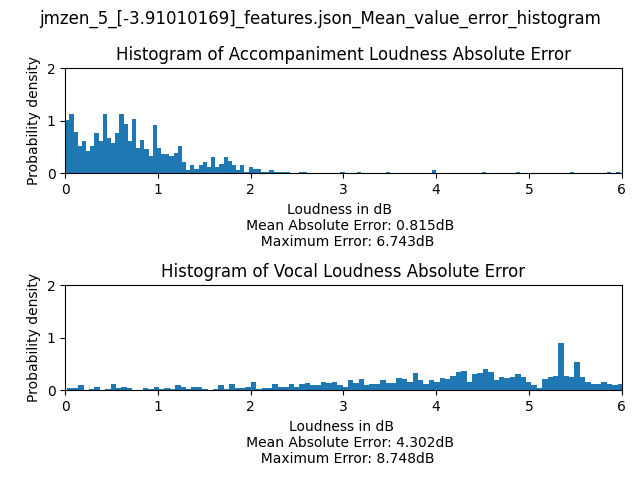 jmzen_5_[-3.91010169]_features.json_Mean_value_error_histogram
Histogram of Accompaniment Loudness Absolute Error
Probability density
2
1
0
0 1 2 3 4 5 6
Loudness in dB
Mean Absolute Error: 0.815dB
Maximum Error: 6.743dB
Histogram of Vocal Loudness Absolute Error
Probability density
2
1
0
0 1 2 3 4 5 6
Loudness in dB
Mean Absolute Error: 4.302dB
Maximum Error: 8.748dB